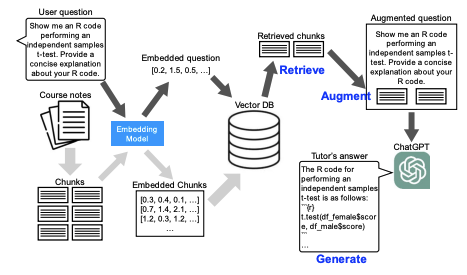 User question
Show me an R code
performing an
independent samples
t-test. Provide a
concise explanation
about your R code.
Course notes
Chunks
Embedding
Model
Embedded question
[0.2, 1.5, 0.5, ...]
Embedded Chunks
[0.3, 0.4, 0.1, ...]
[0.7, 1.4, 2.1, ...]
[1.2, 0.3, 1.2, ...]
...
Vector DB
Retrieved chunks
Retrieve
Augment
Augmented question
Show me an R code
performing an
independent samples
t-test. Provide a
concise explanation
about your R code.
ChatGPT
Tutor's answer
The R code for
performing an
independent samples
t-test is as follows:
```{r}
t.test(df_female$scor
e, df_male$score)
```
...
Generate